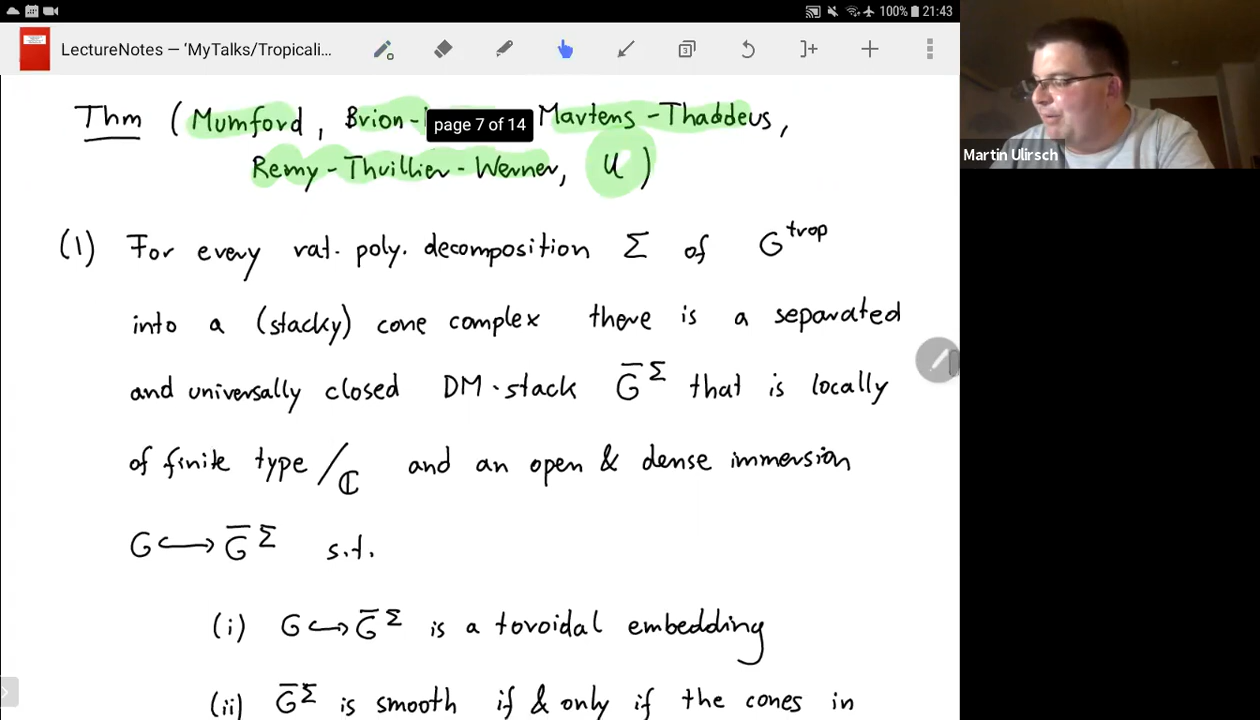 100% 21:43
LectureNotes – ‘MyTalks/Tropicali...
Thm (Mumford, Brion- Martens-Thaddeus,
page 7 of 14
Remy-Thuillier-Werner, U)
(1) For every rat. poly. decomposition Σ of G^trop
into a (stacky) cone complex there is a separated
and universally closed DM-stack G̅^Σ that is locally
of finite type /ℂ and an open & dense immersion
G ↪ G̅^Σ s.t.
(i) G ↪ G̅^Σ is a toroidal embedding
(ii) G̅^Σ is smooth if & only if the cones in
Martin Ulirsch